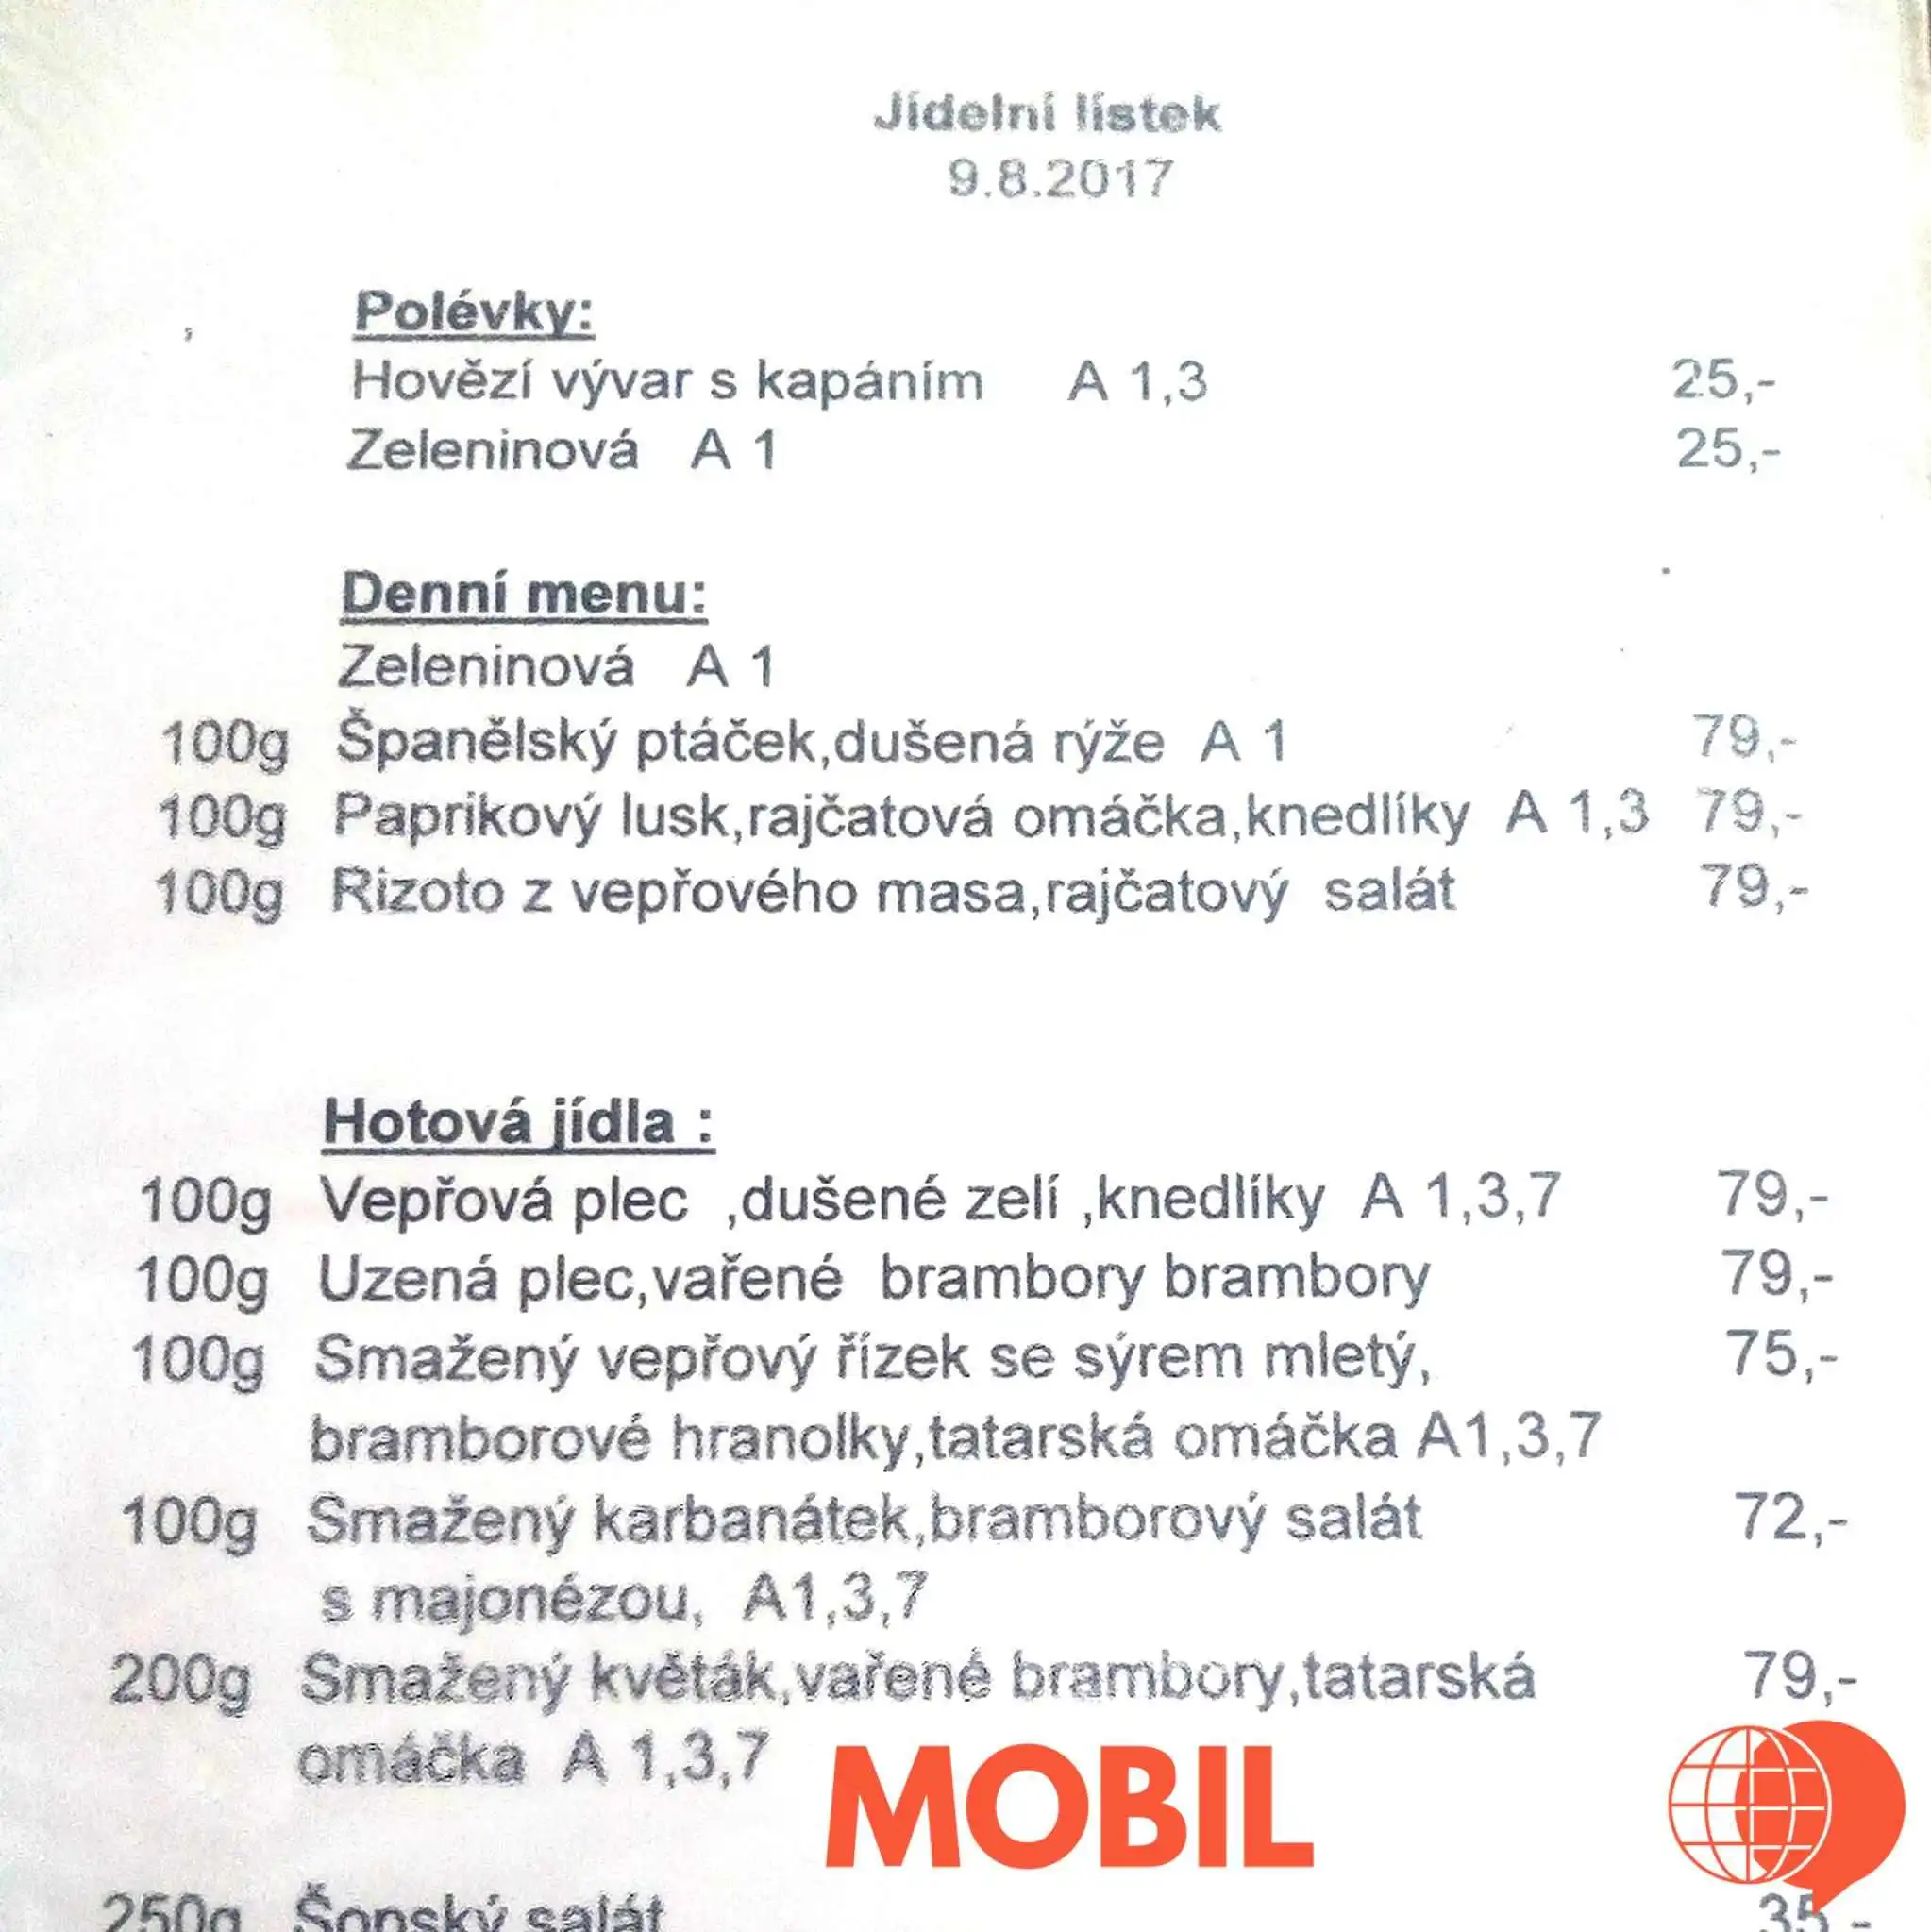 Jídelní lístek
9.8.2017
Polévky:
Hovězí vývar s kapáním A 1,3 25,-
Zeleninová A 1 25,-
Denní menu:
Zeleninová A 1
100g Španělský ptáček,dušená rýže A 1 79,-
100g Paprikový lusk,rajčatová omáčka,knedlíky A 1,3 79,-
100g Rizoto z vepřového masa,rajčatový salát 79,-
Hotová jídla :
100g Vepřová plec ,dušené zelí ,knedlíky A 1,3,7 79,-
100g Uzená plec,vařené brambory brambory 79,-
100g Smažený vepřový řízek se sýrem mletý, 75,-
bramborové hranolky,tatarská omáčka A1,3,7
100g Smažený karbanátek,bramborový salát 72,-
s majonézou, A1,3,7
200g Smažený květák,vařené brambory,tatarská 79,-
omáčka A 1,3,7
MOBIL
250g Šopský salát 35,-